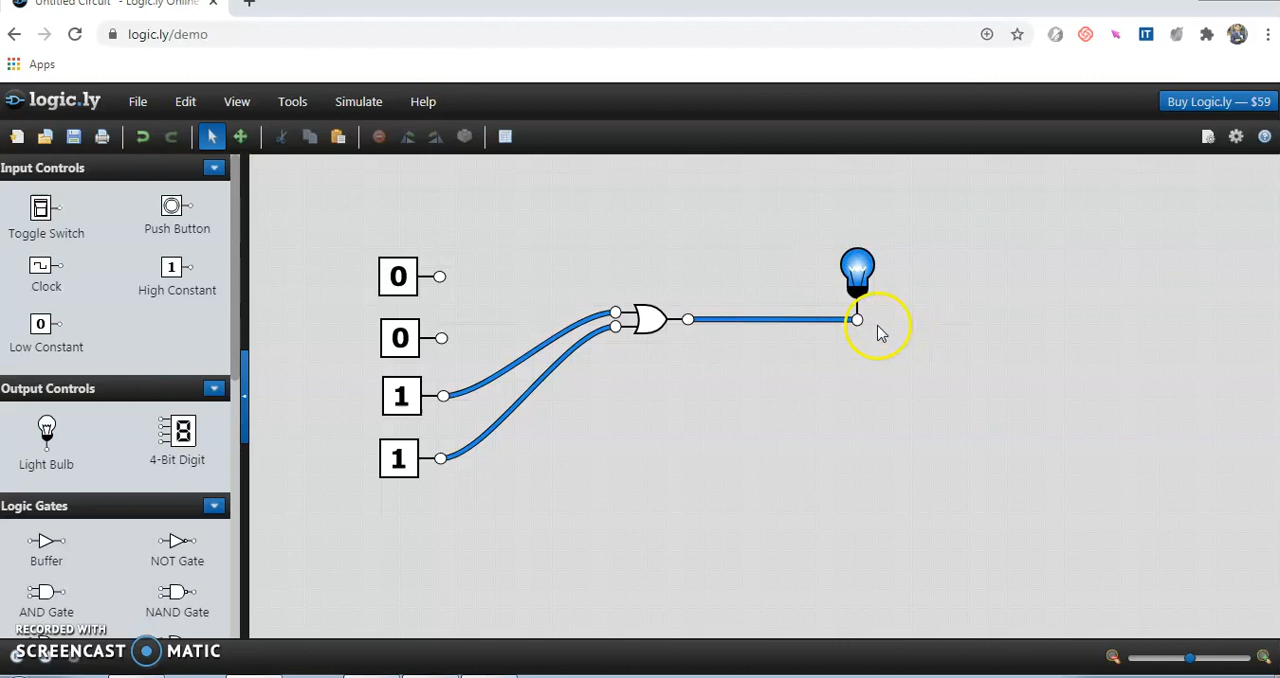 Untitled Circuit - Logic.ly Online
logic.ly/demo
IT
Apps
logic.ly
File
Edit
View
Tools
Simulate
Help
Buy Logic.ly — $59
Input Controls
Toggle Switch
Push Button
1
Clock
High Constant
0
Low Constant
Output Controls
8
Light Bulb
4-Bit Digit
Logic Gates
Buffer
NOT Gate
AND Gate
NAND Gate
0
0
1
1
RECORDED WITH
SCREENCAST MATIC